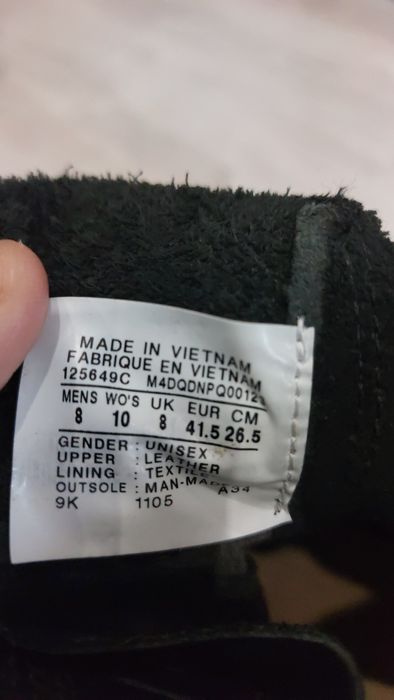 MADE IN VIETNAM
FABRIQUE EN VIETNAM
125649C M4DQDNPQ0012
MENS WO'S UK EUR CM
8 10 8 41.5 26.5
GENDER : UNISEX
UPPER : LEATHER
LINING : TEXTILE
OUTSOLE : MAN-MADE A34
9K 1105